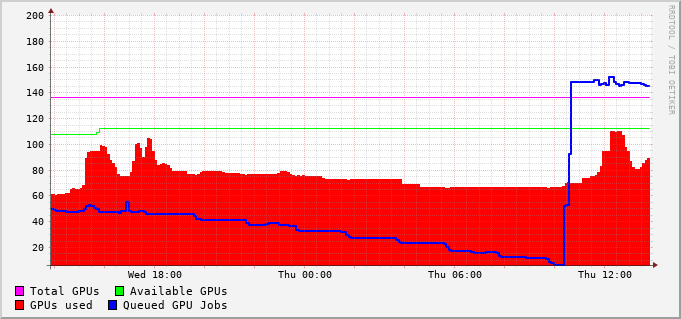 RRDTOOL / TOBI OETIKER
200
180
160
140
120
100
80
60
40
20
Wed 18:00 Thu 00:00 Thu 06:00 Thu 12:00
Total GPUs Available GPUs
GPUs used Queued GPU Jobs